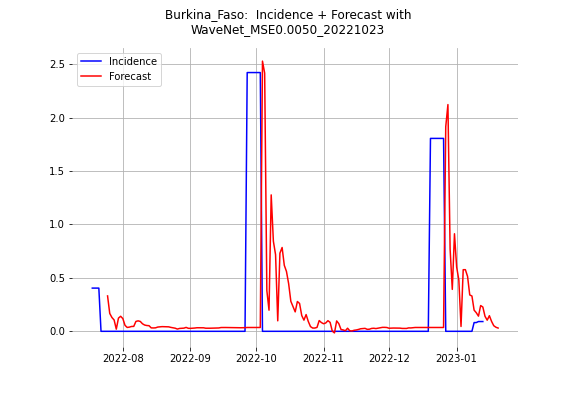 Burkina_Faso:  Incidence + Forecast with
WaveNet_MSE0.0050_20221023
Incidence
Forecast
2.5
2.0
1.5
1.0
0.5
0.0
2022-08 2022-09 2022-10 2022-11 2022-12 2023-01